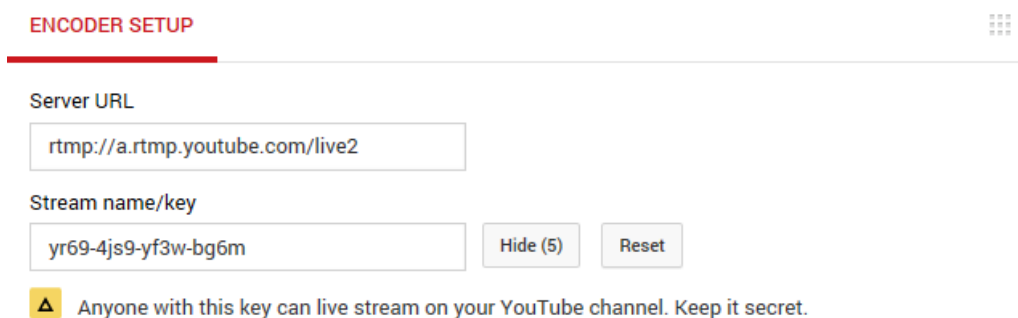 ENCODER SETUP
Server URL
rtmp://a.rtmp.youtube.com/live2
Stream name/key
yr69-4js9-yf3w-bg6m
Hide (5)
Reset
Anyone with this key can live stream on your YouTube channel. Keep it secret.